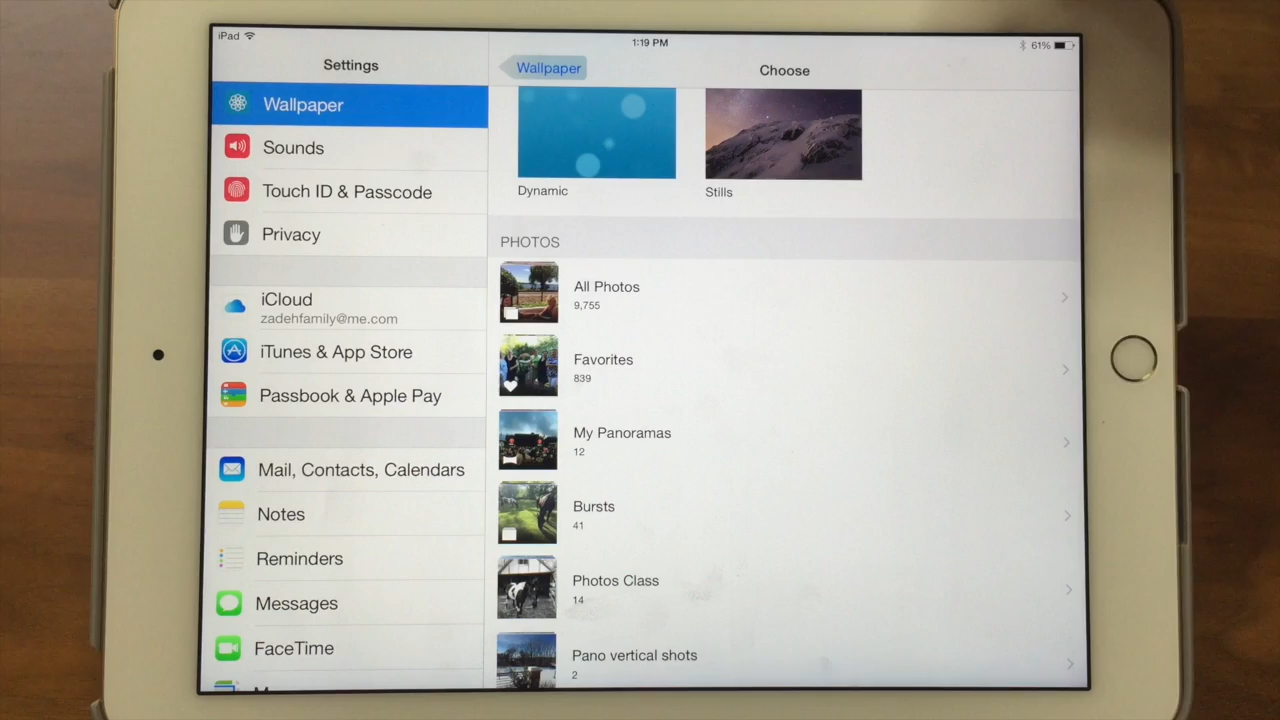 iPad
1:19 PM
61%
Settings
Wallpaper
Sounds
Touch ID & Passcode
Privacy
iCloud
zadehfamily@me.com
iTunes & App Store
Passbook & Apple Pay
Mail, Contacts, Calendars
Notes
Reminders
Messages
FaceTime
Wallpaper
Choose
Dynamic
Stills
PHOTOS
All Photos
9,755
Favorites
839
My Panoramas
12
Bursts
41
Photos Class
14
Pano vertical shots
2